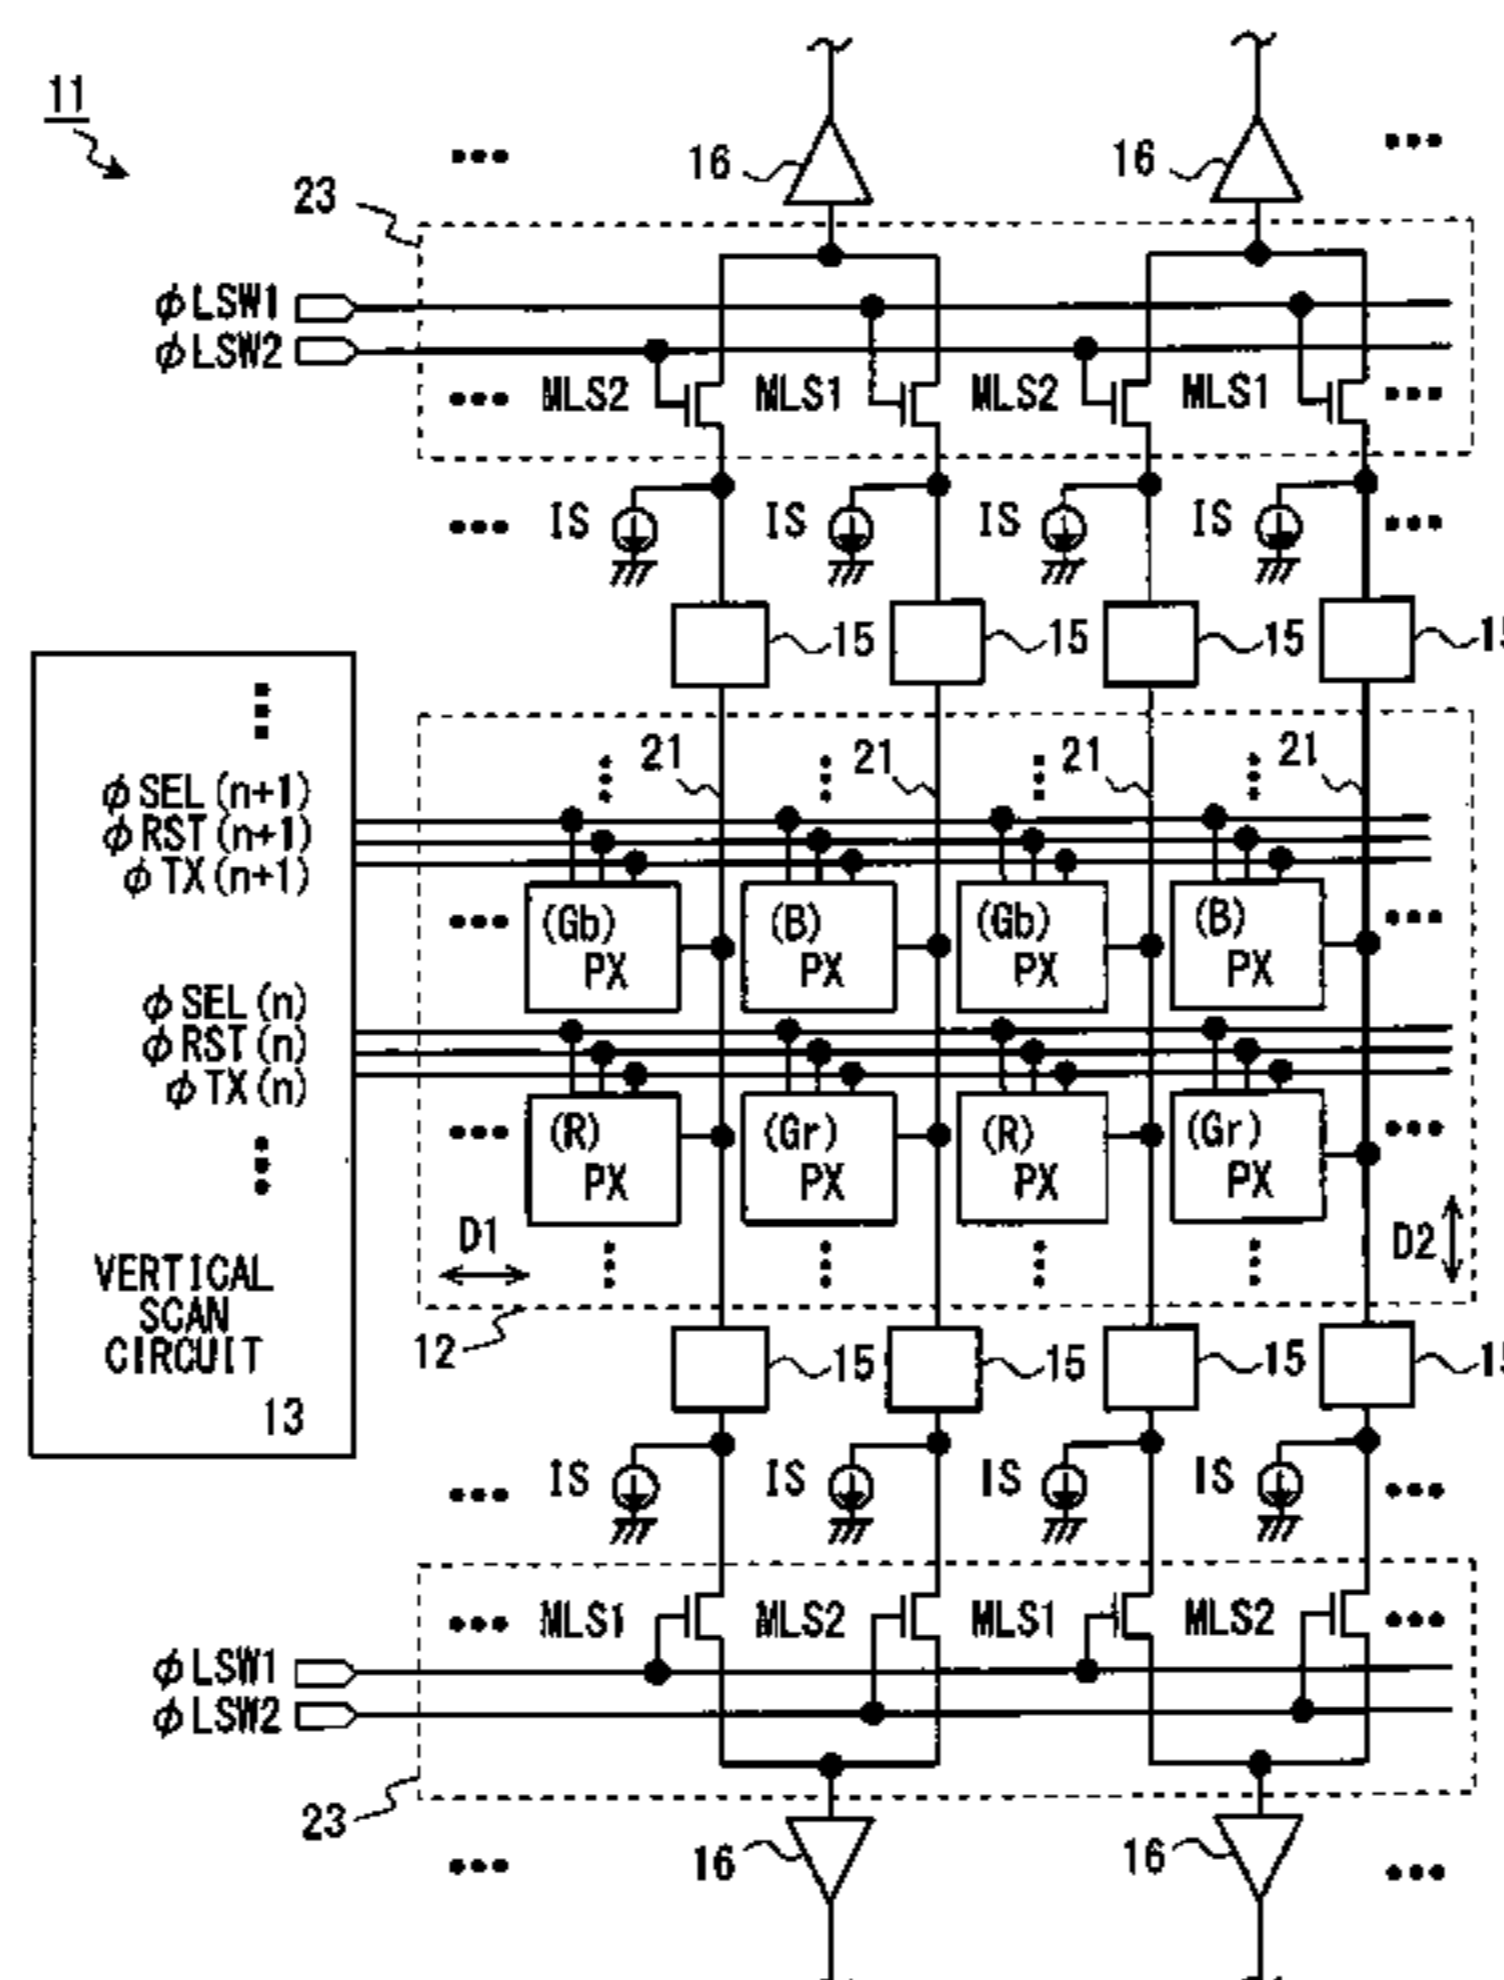 11
16 16
23
φLSW1
φLSW2
MLS2 MLS1 MLS2 MLS1
IS IS IS IS
15 15 15
21 21 21 21
φSEL(n+1)
φRST(n+1)
φTX(n+1)
(Gb) (B) (Gb) (B)
PX PX PX PX
φSEL(n)
φRST(n)
φTX(n)
(R) (Gr) (R) (Gr)
PX PX PX PX
D1 D2
VERTICAL
SCAN
CIRCUIT
13
12
15 15 15
IS IS IS IS
MLS1 MLS2 MLS1 MLS2
φLSW1
φLSW2
23
16 16